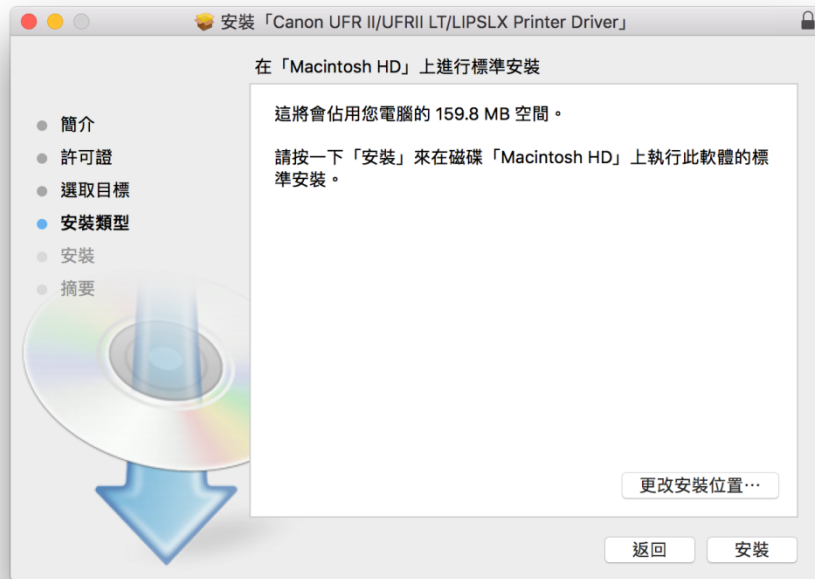 安裝「Canon UFR II/UFRII LT/LIPSLX Printer Driver」
在「Macintosh HD」上進行標準安裝
簡介
許可證
選取目標
安裝類型
安裝
摘要
這將會佔用您電腦的 159.8 MB 空間。
請按一下「安裝」來在磁碟「Macintosh HD」上執行此軟體的標
準安裝。
更改安裝位置⋯
返回
安裝